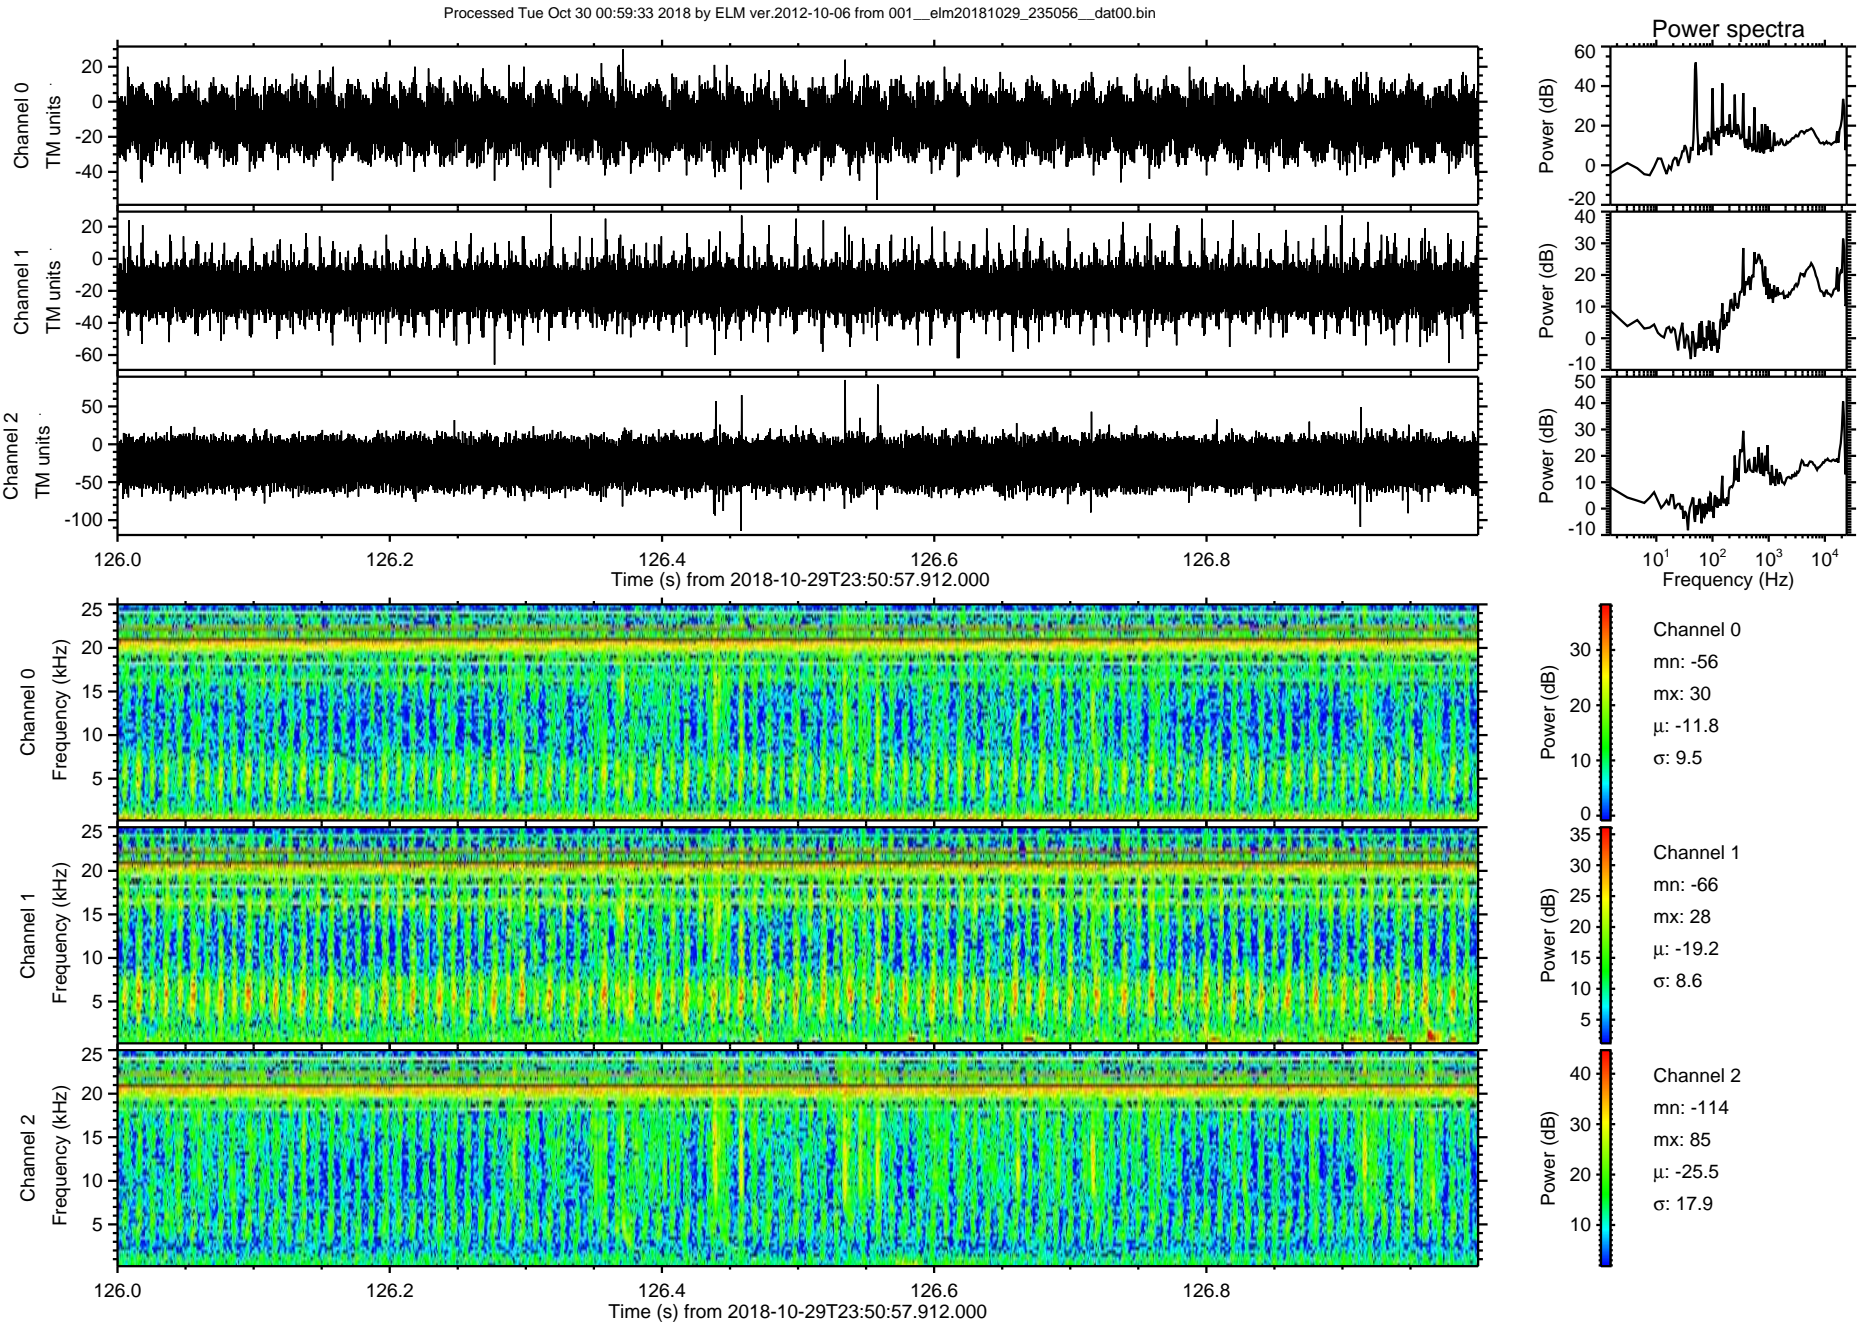 Processed Tue Oct 30 00:59:33 2018 by ELM ver.2012-10-06 from 001__elm20181029_235056__dat00.bin
Power spectra
Channel 0
TM units
20
0
-20
-40
Power (dB)
60
40
20
0
-20
Channel 1
TM units
20
0
-20
-40
-60
Power (dB)
40
30
20
10
0
-10
Channel 2
TM units
50
0
-50
-100
Power (dB)
50
40
30
20
10
0
-10
126.0 126.2 126.4 126.6 126.8
Time (s) from 2018-10-29T23:50:57.912.000
10¹ 10² 10³ 10⁴
Frequency (Hz)
Channel 0
Frequency (kHz)
25
20
15
10
5
Power (dB)
30
20
10
0
Channel 0
mn: -56
mx: 30
μ: -11.8
σ: 9.5
Channel 1
Frequency (kHz)
25
20
15
10
5
Power (dB)
35
30
25
20
15
10
5
Channel 1
mn: -66
mx: 28
μ: -19.2
σ: 8.6
Channel 2
Frequency (kHz)
25
20
15
10
5
Power (dB)
40
30
20
10
Channel 2
mn: -114
mx: 85
μ: -25.5
σ: 17.9
126.0 126.2 126.4 126.6 126.8
Time (s) from 2018-10-29T23:50:57.912.000